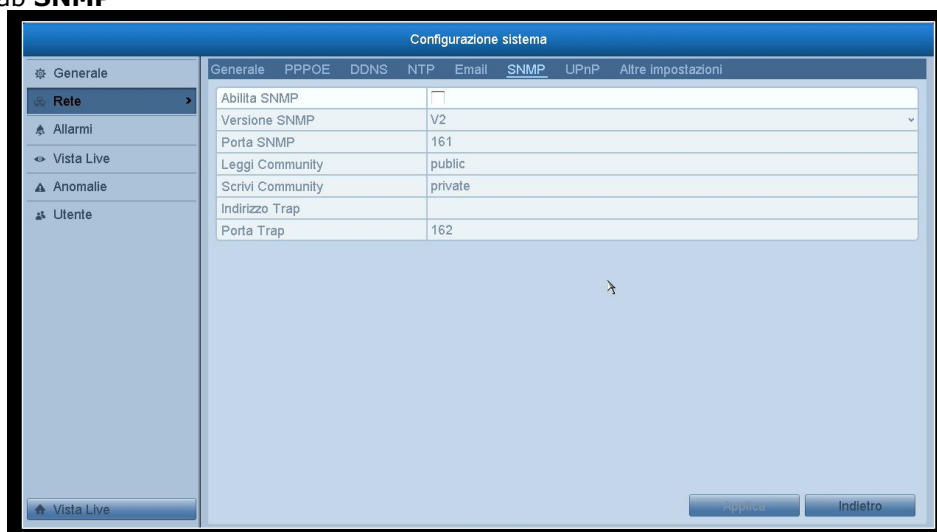 SNMP
Configurazione sistema
Generale
Rete
Allarmi
Vista Live
Anomalie
Utente
Vista Live
Generale PPPOE DDNS NTP Email SNMP UPnP Altre impostazioni
Abilita SNMP
Versione SNMP V2
Porta SNMP 161
Leggi Community public
Scrivi Community private
Indirizzo Trap
Porta Trap 162
Applica Indietro